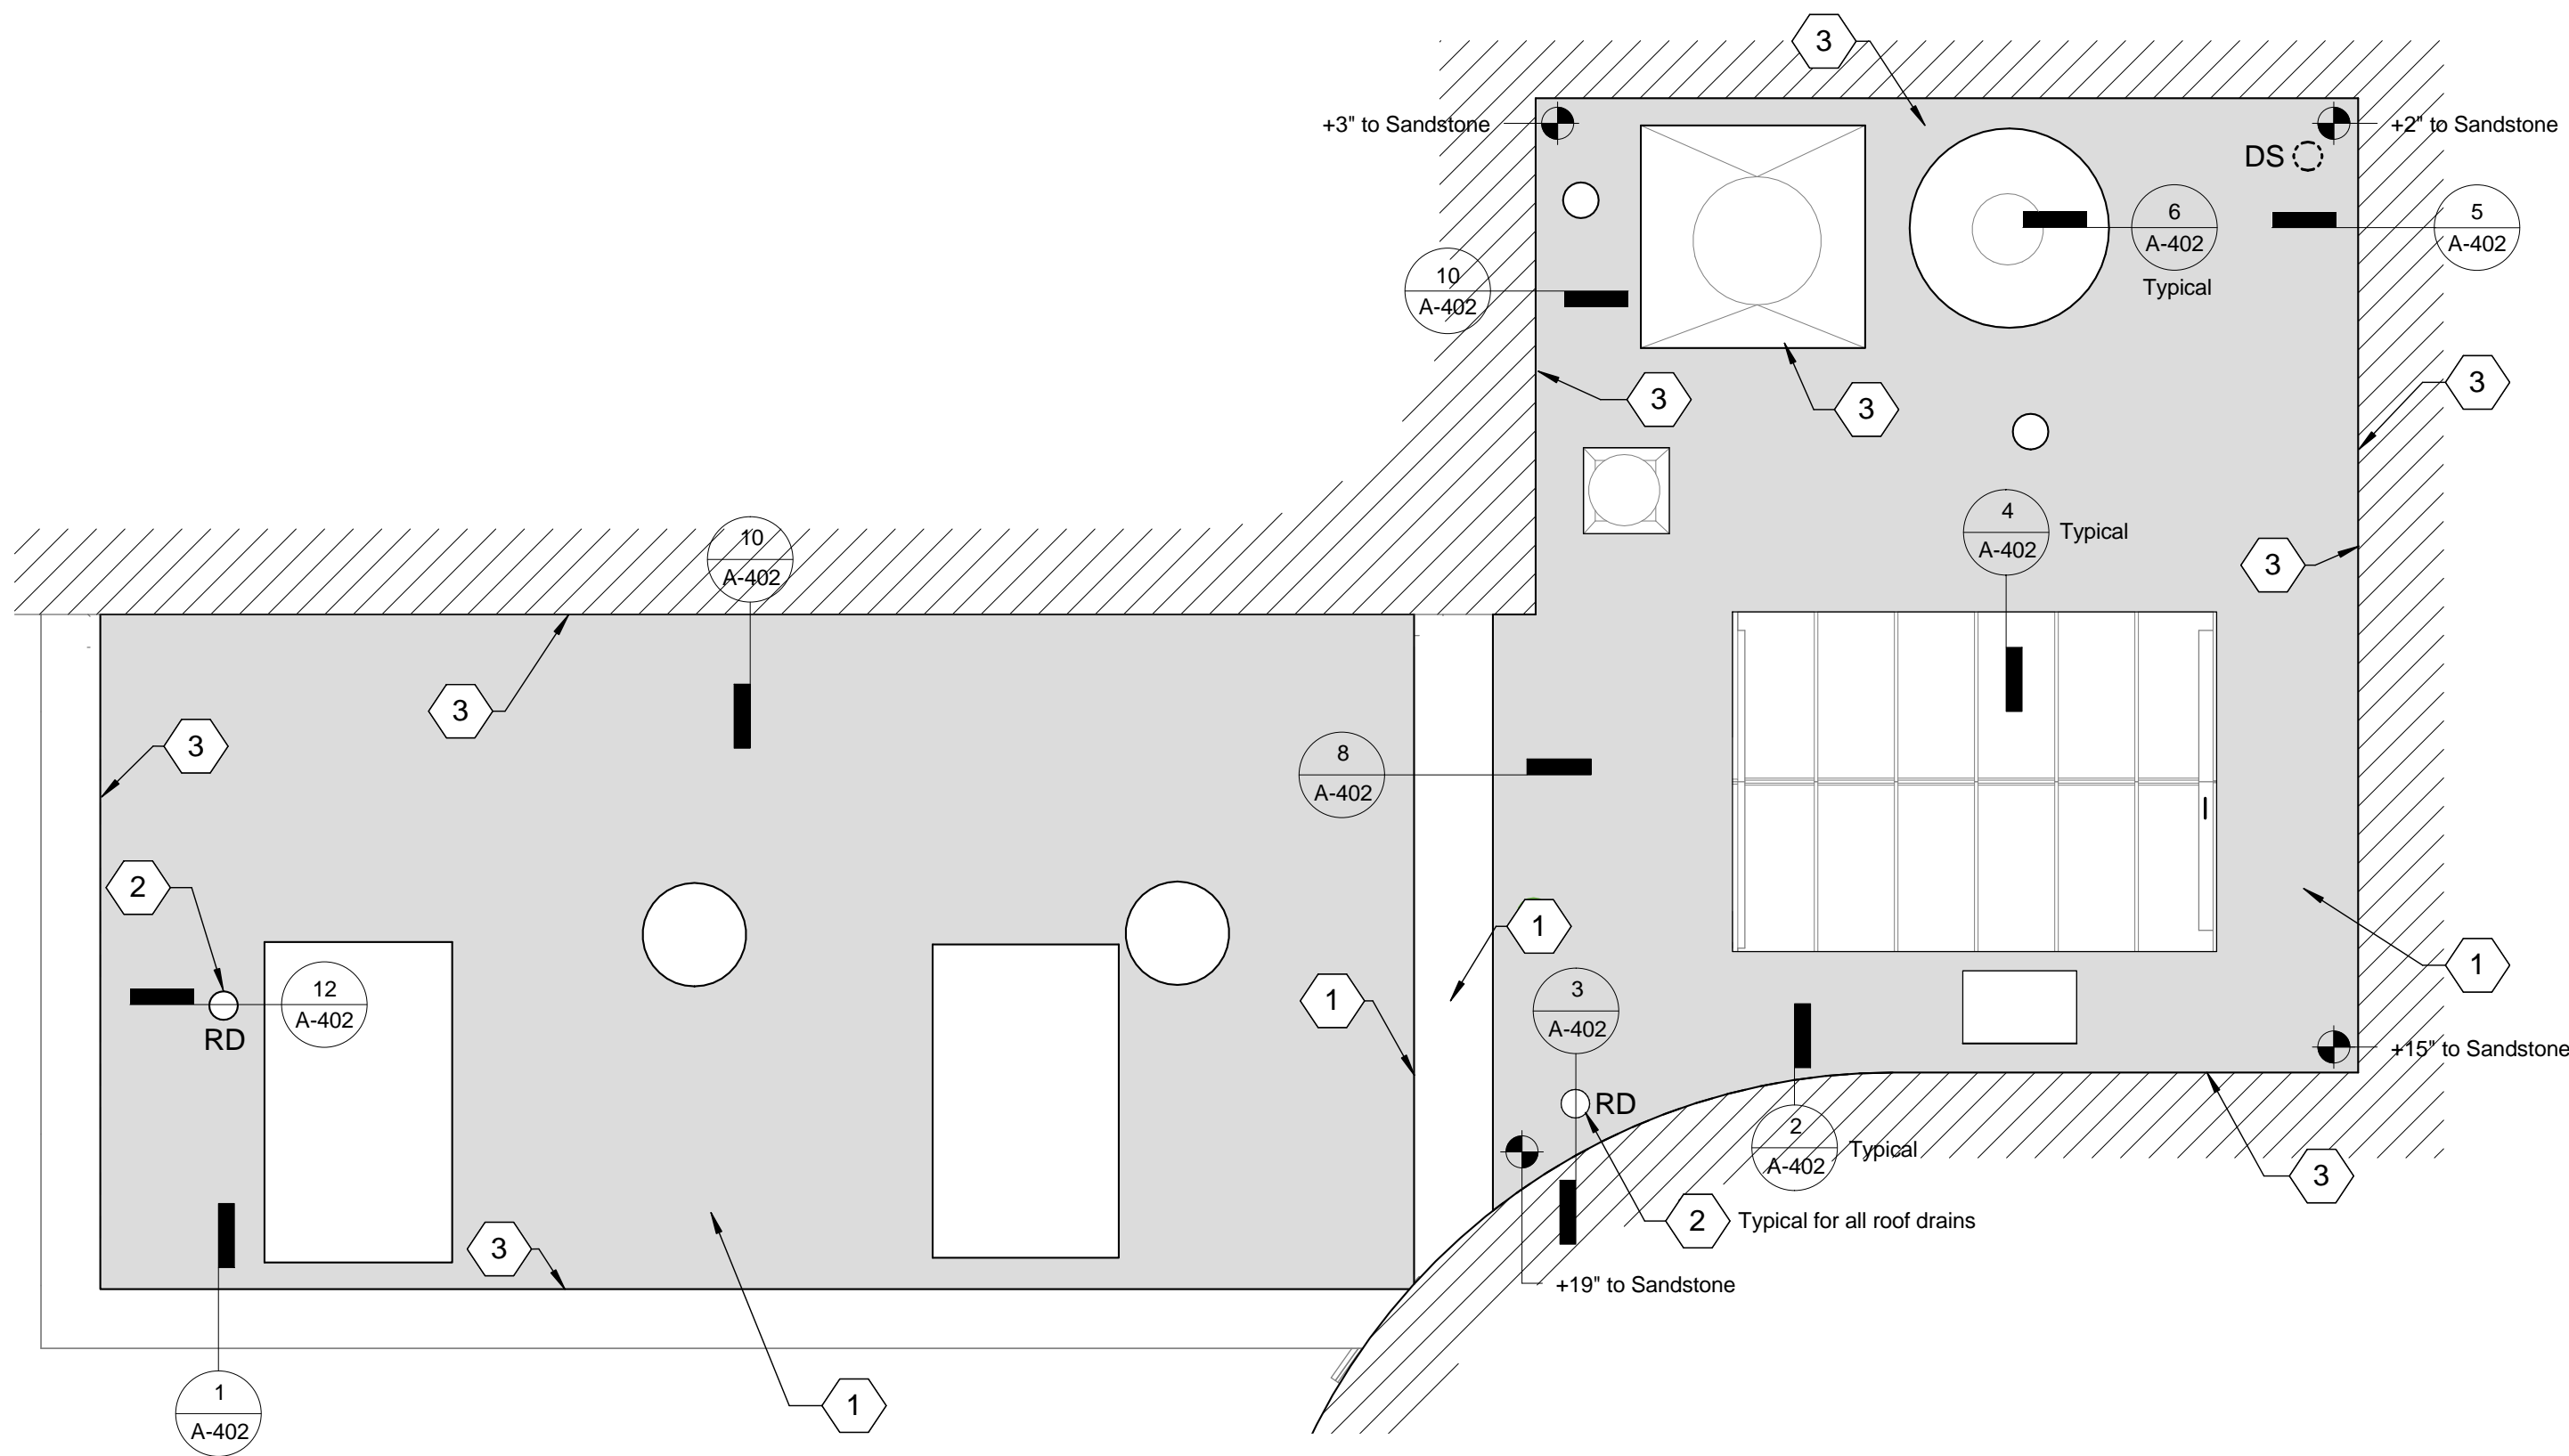 3
+3" to Sandstone
+2" to Sandstone
DS
6
A-402
Typical
5
A-402
10
A-402
3
3
3
4
A-402
Typical
10
A-402
3
3
3
8
A-402
2
1
1
1
12
A-402
RD
3
A-402
+15" to Sandstone
RD
2
A-402
Typical
3
2
Typical for all roof drains
3
+19" to Sandstone
1
1
A-402